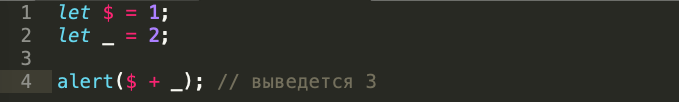 1 let $ = 1;
2 let _ = 2;
3
4 alert($ + _); // выведется 3